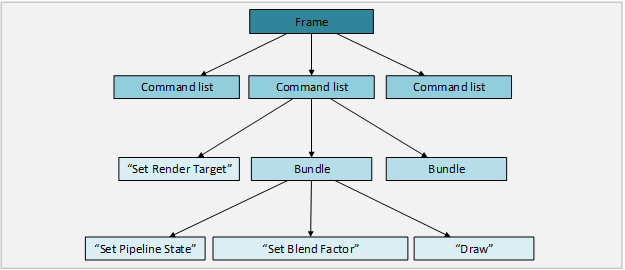 Frame
Command list
Command list
Command list
“Set Render Target”
Bundle
Bundle
“Set Pipeline State”
“Set Blend Factor”
“Draw”